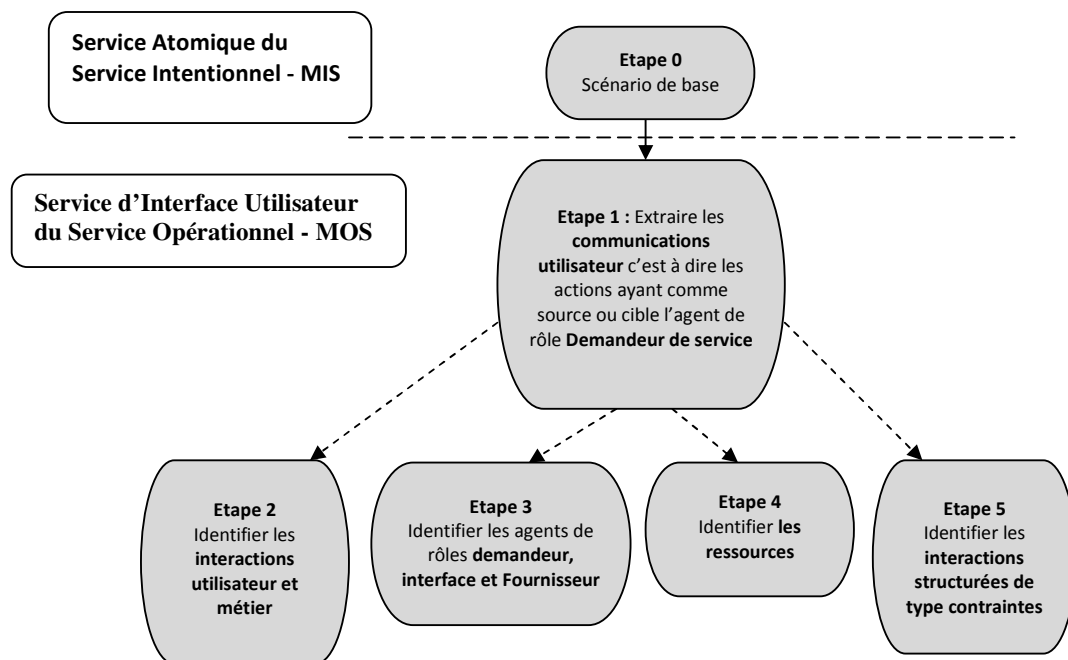 Service Atomique du
Service Intentionnel - MIS
Etape 0
Scénario de base
Service d’Interface Utilisateur
du Service Opérationnel - MOS
Etape 1 : Extraire les
communications
utilisateur c’est à dire les
actions ayant comme
source ou cible l’agent de
rôle Demandeur de service
Etape 2
Identifier les
interactions
utilisateur et
métier
Etape 3
Identifier les agents de
rôles demandeur,
interface et Fournisseur
Etape 4
Identifier les
ressources
Etape 5
Identifier les
interactions
structurées de
type contraintes